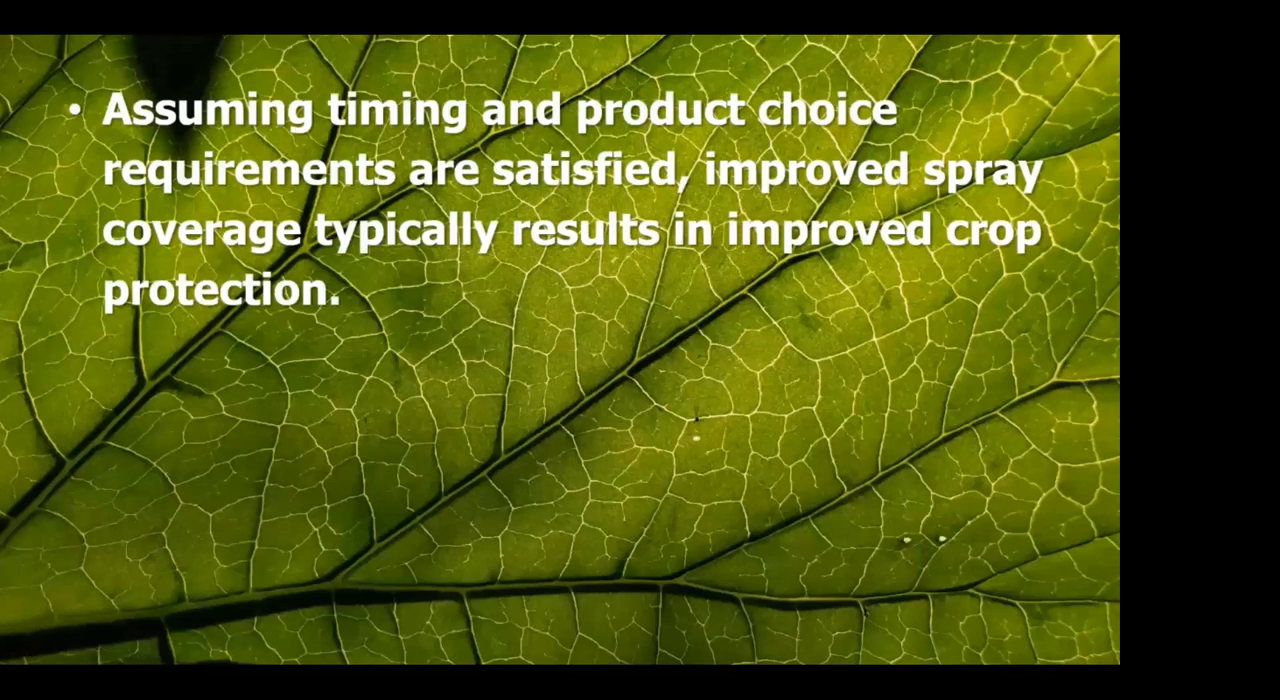 • Assuming timing and product choice
requirements are satisfied, improved spray
coverage typically results in improved crop
protection.